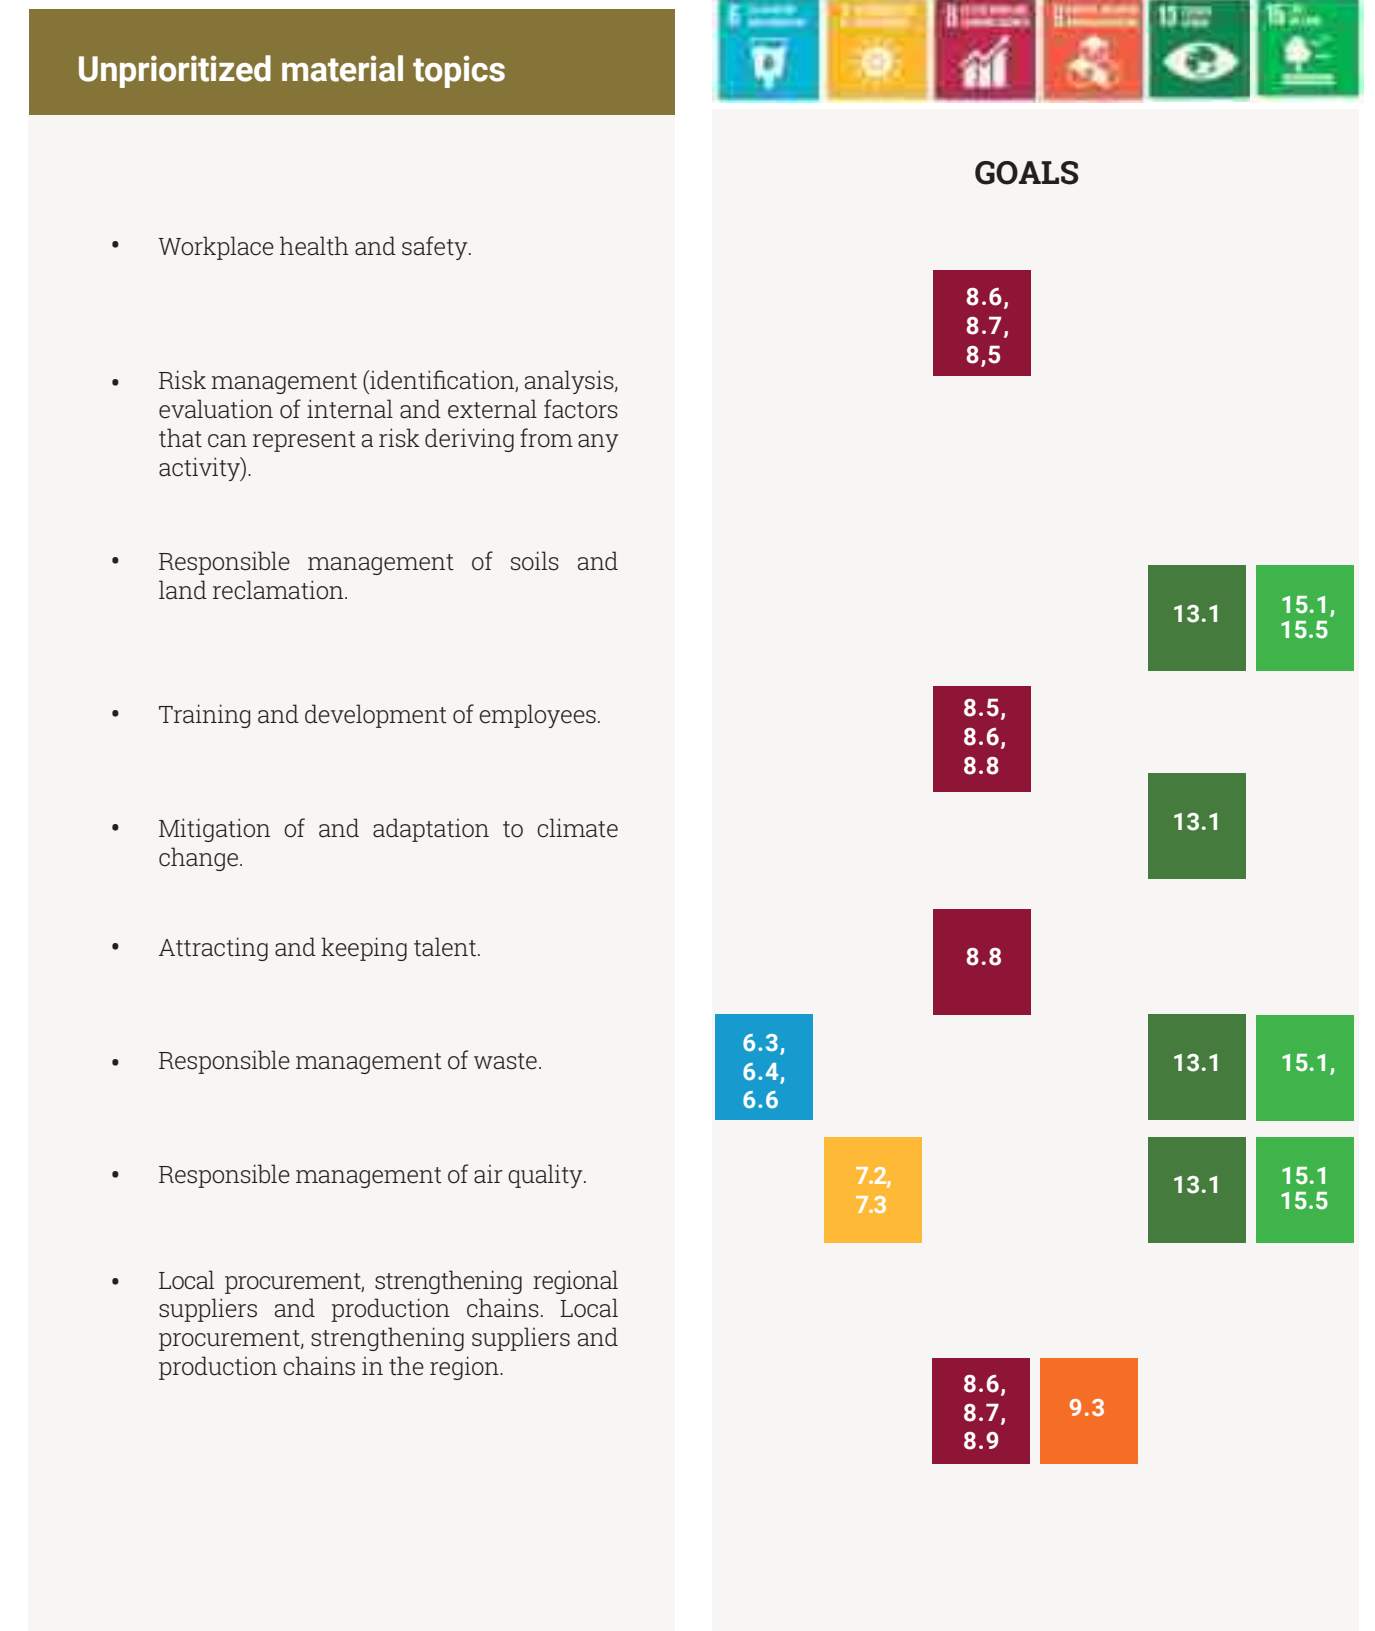 Unprioritized material topics
6
7
8
9
13
15
GOALS
• Workplace health and safety.
8.6,
8.7,
8,5
• Risk management (identification, analysis,
evaluation of internal and external factors
that can represent a risk deriving from any
activity).
• Responsible management of soils and
land reclamation.
13.1
15.1,
15.5
• Training and development of employees.
8.5,
8.6,
8.8
• Mitigation of and adaptation to climate
change.
13.1
• Attracting and keeping talent.
8.8
• Responsible management of waste.
6.3,
6.4,
6.6
13.1
15.1,
• Responsible management of air quality.
7.2,
7.3
13.1
15.1
15.5
• Local procurement, strengthening regional
suppliers and production chains. Local
procurement, strengthening suppliers and
production chains in the region.
8.6,
8.7,
8.9
9.3